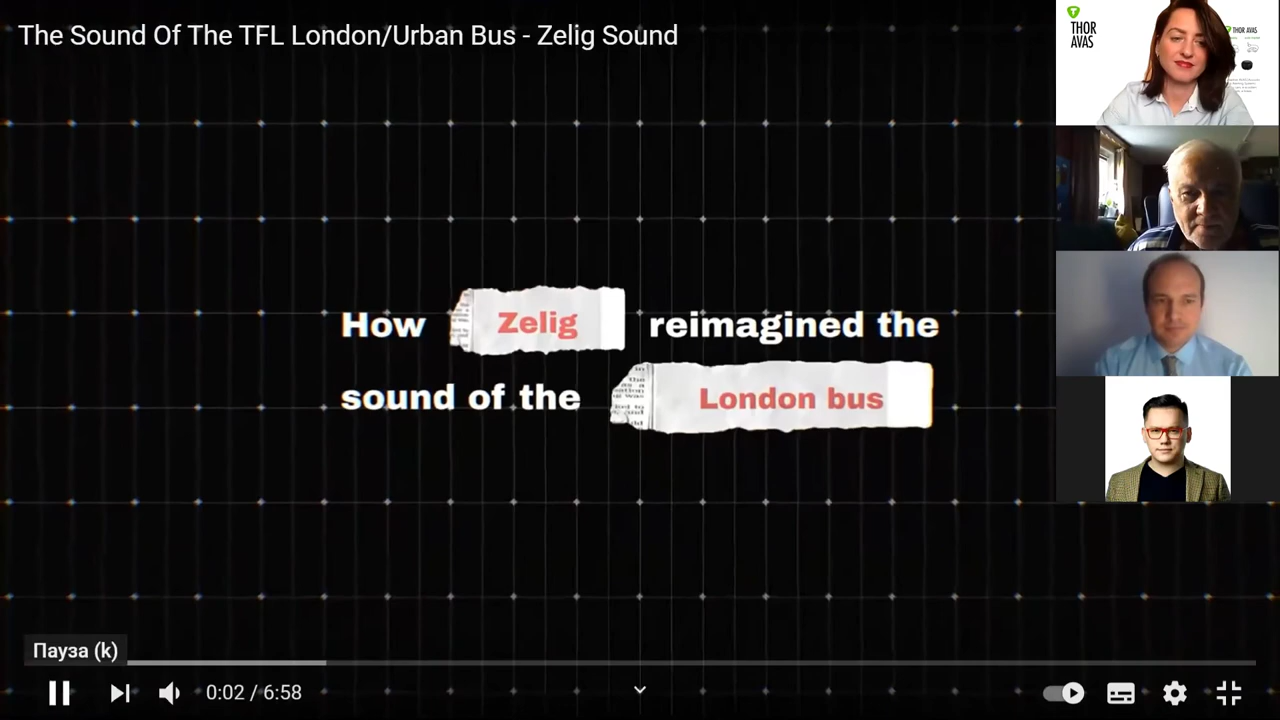 The Sound Of The TFL London/Urban Bus - Zelig Sound
THOR
AVAS
THOR AVAS
How Zelig reimagined the
sound of the London bus
Пауза (k)
0:02 / 6:58